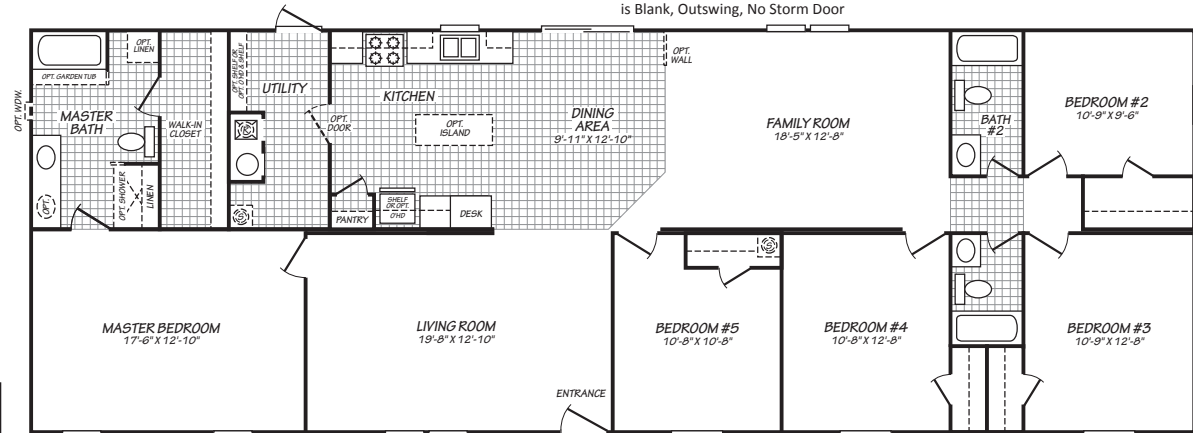 is Blank, Outswing, No Storm Door
OPT.
LINEN
OPT. GARDEN TUB
OPT. WDW.
MASTER
BATH
WALK-IN
CLOSET
OPT. SHOWER
LINEN
OPT.
OPT. SHELF OR
OPT. O'HD & SHELF
UTILITY
OPT.
DOOR
KITCHEN
OPT.
ISLAND
PANTRY
SHELF
OR OPT.
O'HD
DESK
DINING
AREA
9'-11" X 12'-10"
OPT.
WALL
FAMILY ROOM
18'-5" X 12'-8"
BATH
#2
BEDROOM #2
10'-9" X 9'-6"
MASTER BEDROOM
17'-6" X 12'-10"
LIVING ROOM
19'-8" X 12'-10"
ENTRANCE
BEDROOM #5
10'-8" X 10'-8"
BEDROOM #4
10'-8" X 12'-8"
BEDROOM #3
10'-9" X 12'-8"